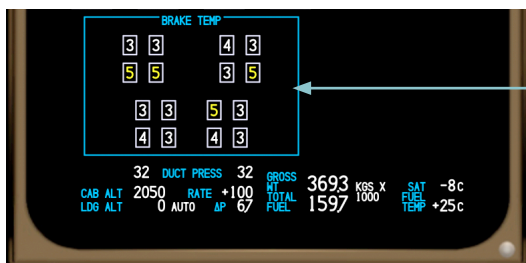 BRAKE TEMP
3 3 4 3
5 5 3 5
3 3 5 3
4 3 4 3
32 DUCT PRESS 32 GROSS WT 369,3 KGS X 1000 SAT -8c
CAB ALT 2050 RATE +100 TOTAL FUEL 159,7 FUEL TEMP +25c
LDG ALT 0 AUTO ΔP 6,7